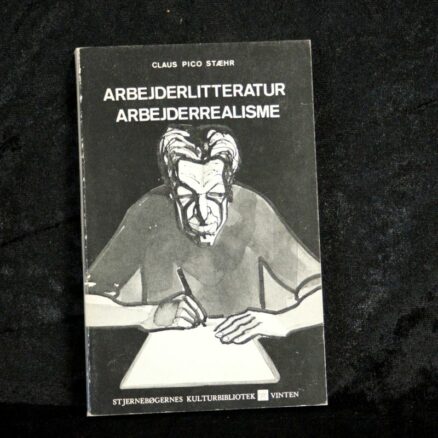 CLAUS PICO STÆHR
ARBEJDERLITTERATUR
ARBEJDERREALISME
STJERNEBØGERNES KULTURBIBLIOTEK VINTEN